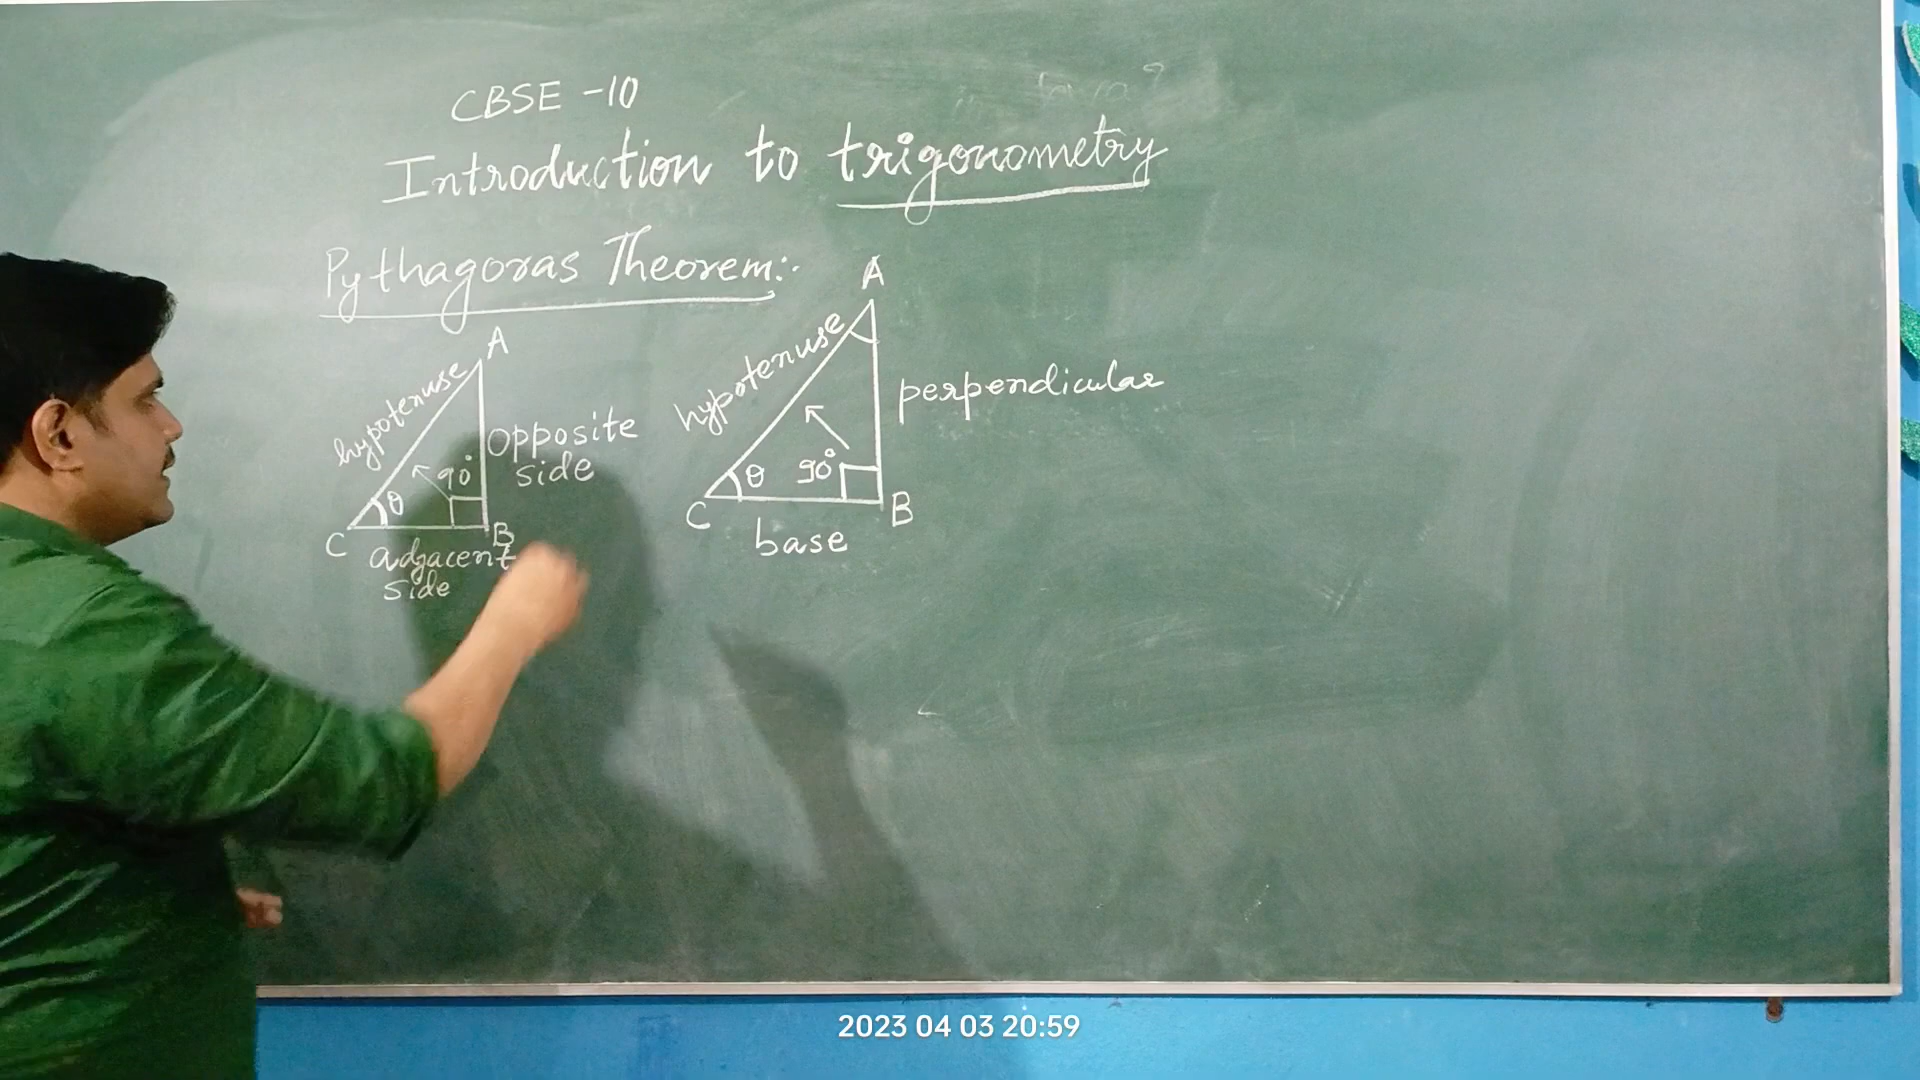 CBSE -10
Introduction to trigonometry
Pythagoras Theorem:.
A
hypotenuse
Opposite
side
90°
θ
C
B
adjacent
side
A
hypotenuse
perpendicular
θ
90°
C
B
base
2023 04 03 20:59